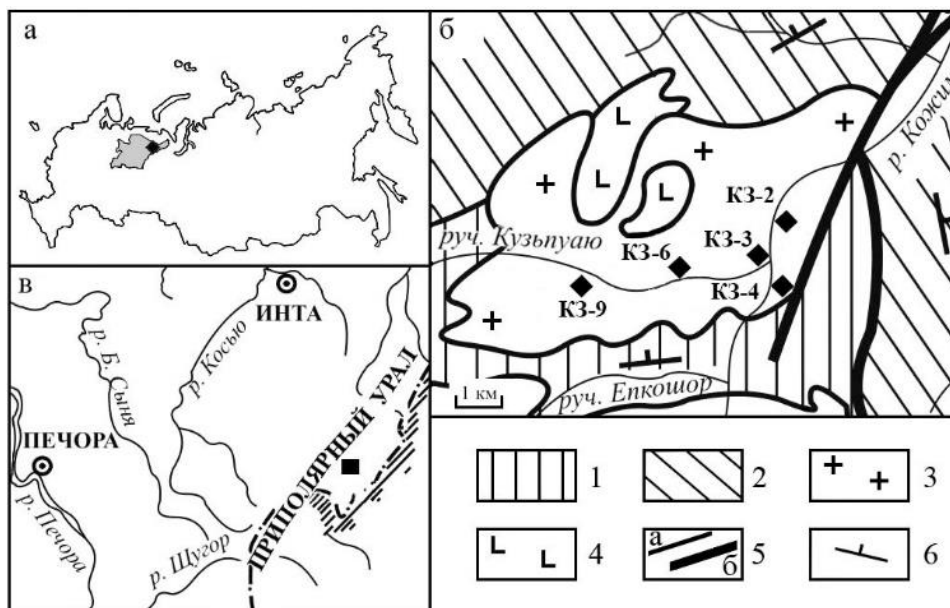 а
б
р. Кожим
КЗ-2
руч. Кузьпуаю
КЗ-6
КЗ-3
КЗ-9
КЗ-4
1 км
руч. Епкошор
в
ИНТА
р. Б. Сыня
р. Косью
ПРИПОЛЯРНЫЙ УРАЛ
ПЕЧОРА
р. Печора
р. Щугор
1
2
3
4
а
б
5
6